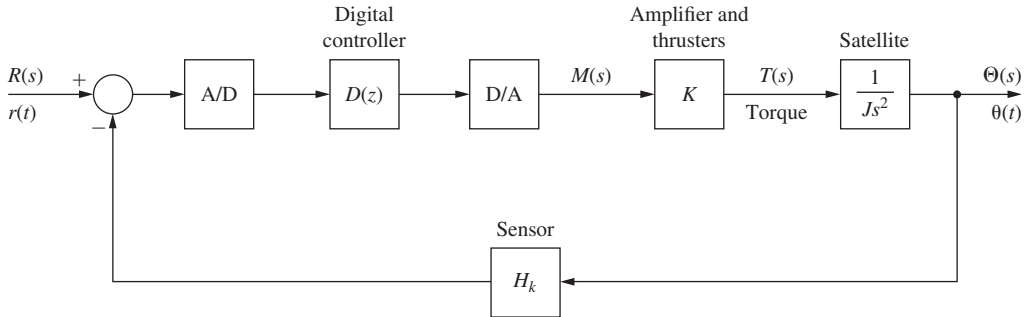 Digital
controller
Amplifier and
thrusters
Satellite
R(s)
r(t)
+
−
A/D
D(z)
D/A
M(s)
K
T(s)
Torque
1
Js²
Θ(s)
θ(t)
Sensor
Hₖ